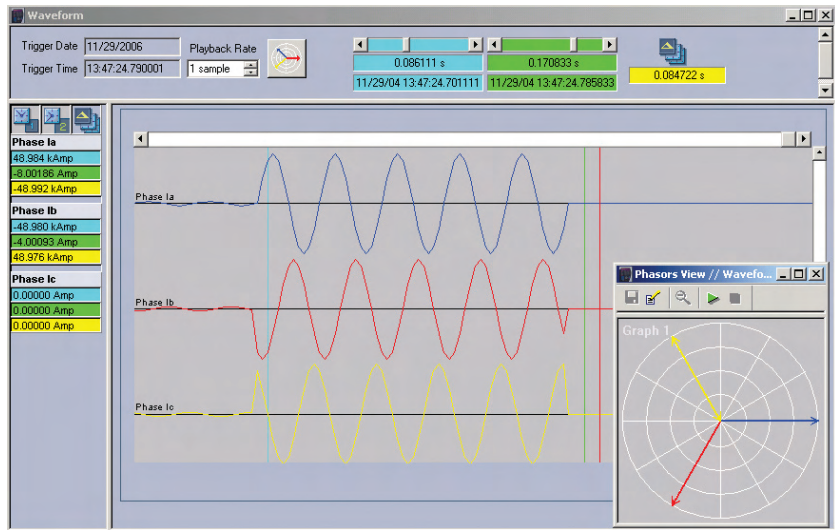 Waveform
Trigger Date 11/29/2006
Playback Rate
Trigger Time 13:47:24.790001
1 sample
0.086111 s
0.170833 s
11/29/04 13:47:24.701111
11/29/04 13:47:24.785833
0.084722 s
2
Phase Ia
48.984 kAmp
-8.00186 Amp
-48.992 kAmp
Phase Ib
-48.980 kAmp
-4.00093 Amp
48.976 kAmp
Phase Ic
0.00000 Amp
0.00000 Amp
0.00000 Amp
Phase Ia
Phase Ib
Phase Ic
Phasors View // Wavefo...
Graph 1